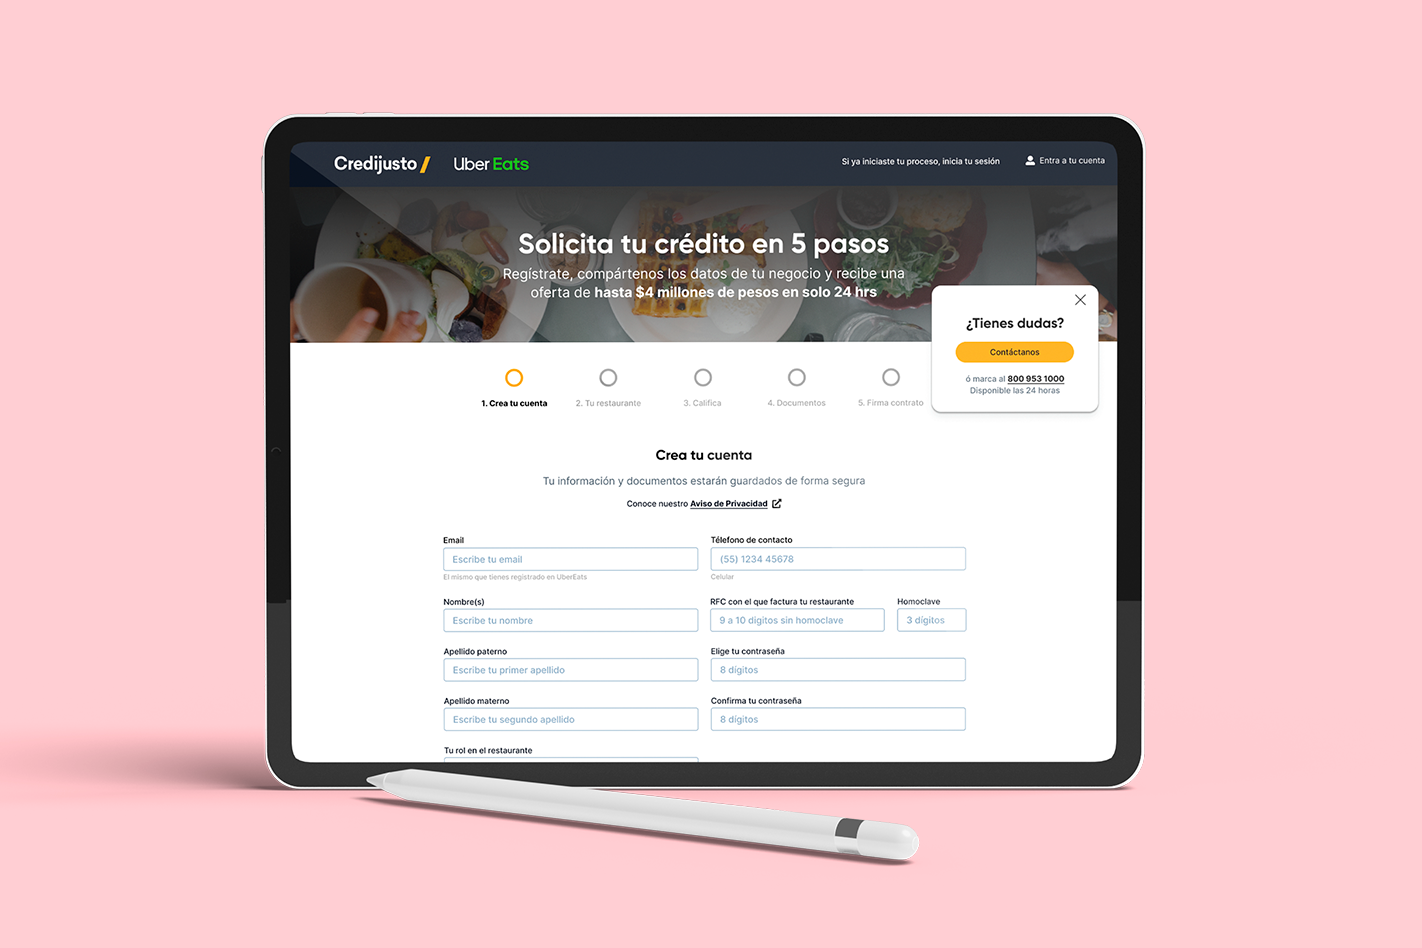 Credijusto/ Uber Eats Si ya iniciaste tu proceso, inicia tu sesión Entra a tu cuenta
Solicita tu crédito en 5 pasos
Regístrate, compártenos los datos de tu negocio y recibe una
oferta de hasta $4 millones de pesos en solo 24 hrs
¿Tienes dudas?
Contáctanos
ó marca al 800 953 1000
Disponible las 24 horas
1. Crea tu cuenta 2. Tu restaurante 3. Califica 4. Documentos 5. Firma contrato
Crea tu cuenta
Tu información y documentos estarán guardados de forma segura
Conoce nuestro Aviso de Privacidad
Email Télefono de contacto
Escribe tu email (55) 1234 45678
El mismo que tienes registrado en UberEats Celular
Nombre(s) RFC con el que factura tu restaurante Homoclave
Escribe tu nombre 9 a 10 dígitos sin homoclave 3 dígitos
Apellido paterno Elige tu contraseña
Escribe tu primer apellido 8 dígitos
Apellido materno Confirma tu contraseña
Escribe tu segundo apellido 8 dígitos
Tu rol en el restaurante